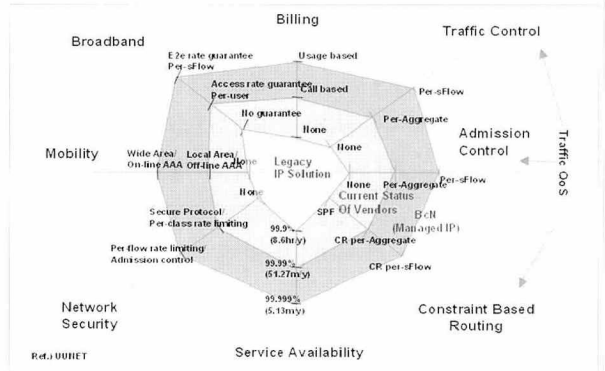 Billing
Traffic Control
Broadband
E2e rate guarantee
Per-sFlow
Usage based
Access rate guarantee
Per-user
Call based
Per-sFlow
No guarantee
Per-Aggregate
None
None
Admission
Control
Traffic QoS
Mobility
Wide Area/
On-line AAA
Local Area/
Off-line AAA
None
Legacy
IP Solution
None
Per-Aggregate
Per-sFlow
None
Current Status
Of Vendors
Secure Protocol/
Per-class rate limiting
SPF
BcN
(Managed IP)
99.9%
(8.6hr/y)
CR per-Aggregate
Per-flow rate limiting/
Admission control
99.99%
(51.27m/y)
CR per-sFlow
99.999%
(5.13m/y)
Network
Security
Constraint Based
Routing
Service Availability
Ref.) UUNET